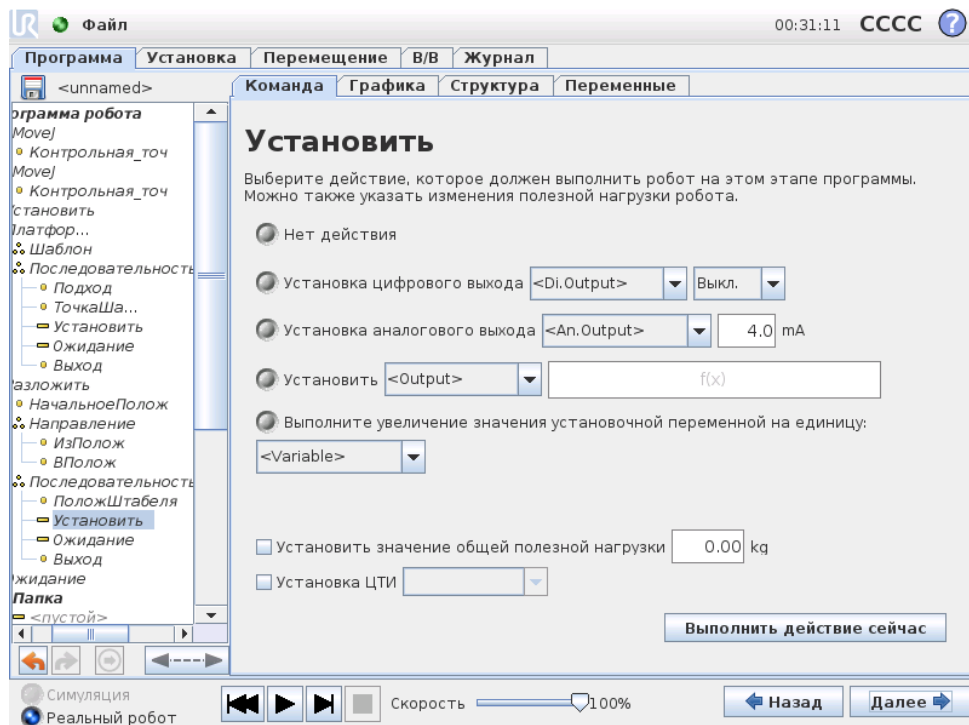 UR Файл 00:31:11 CCCC ?
Программа Установка Перемещение В/В Журнал
<unnamed>
Команда Графика Структура Переменные
ограмма робота
MoveJ
Контрольная_точ
MoveJ
Контрольная_точ
становить
Платфор...
Шаблон
Последовательность
Подход
ТочкаШа...
Установить
Ожидание
Выход
азложить
НачальноеПолож
Направление
ИзПолож
ВПолож
Последовательность
ПоложШтабеля
Установить
Ожидание
Выход
жидание
Папка
<пустой>
Установить
Выберите действие, которое должен выполнить робот на этом этапе программы.
Можно также указать изменения полезной нагрузки робота.
Нет действия
Установка цифрового выхода <Di.Output> Выкл.
Установка аналогового выхода <An.Output> 4.0 mA
Установить <Output> f(x)
Выполните увеличение значения установочной переменной на единицу:
<Variable>
Установить значение общей полезной нагрузки 0.00 kg
Установка ЦТИ
Выполнить действие сейчас
Симуляция
Реальный робот
Скорость 100%
Назад Далее